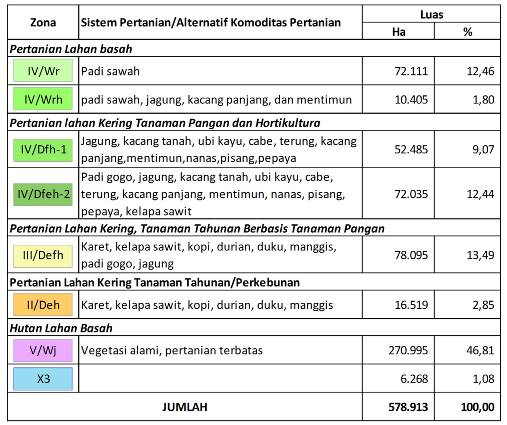 Zona Sistem Pertanian/Alternatif Komoditas Pertanian Luas
Ha %
Pertanian Lahan basah
IV/Wr Padi sawah 72.111 12,46
IV/Wrh padi sawah, jagung, kacang panjang, dan mentimun 10.405 1,80
Pertanian lahan Kering Tanaman Pangan dan Hortikultura
IV/Dfh-1 Jagung, kacang tanah, ubi kayu, cabe, terung, kacang
panjang,mentimun,nanas,pisang,pepaya 52.485 9,07
IV/Dfeh-2 Padi gogo, jagung, kacang tanah, ubi kayu, cabe,
terung, kacang panjang, mentimun, nanas, pisang,
pepaya, kelapa sawit 72.035 12,44
Pertanian Lahan Kering, Tanaman Tahunan Berbasis Tanaman Pangan
III/Defh Karet, kelapa sawit, kopi, durian, duku, manggis,
padi gogo, jagung 78.095 13,49
Pertanian Lahan Kering Tanaman Tahunan/Perkebunan
II/Deh Karet, kelapa sawit, kopi, durian, duku, manggis 16.519 2,85
Hutan Lahan Basah
V/Wj Vegetasi alami, pertanian terbatas 270.995 46,81
X3 6.268 1,08
JUMLAH 578.913 100,00